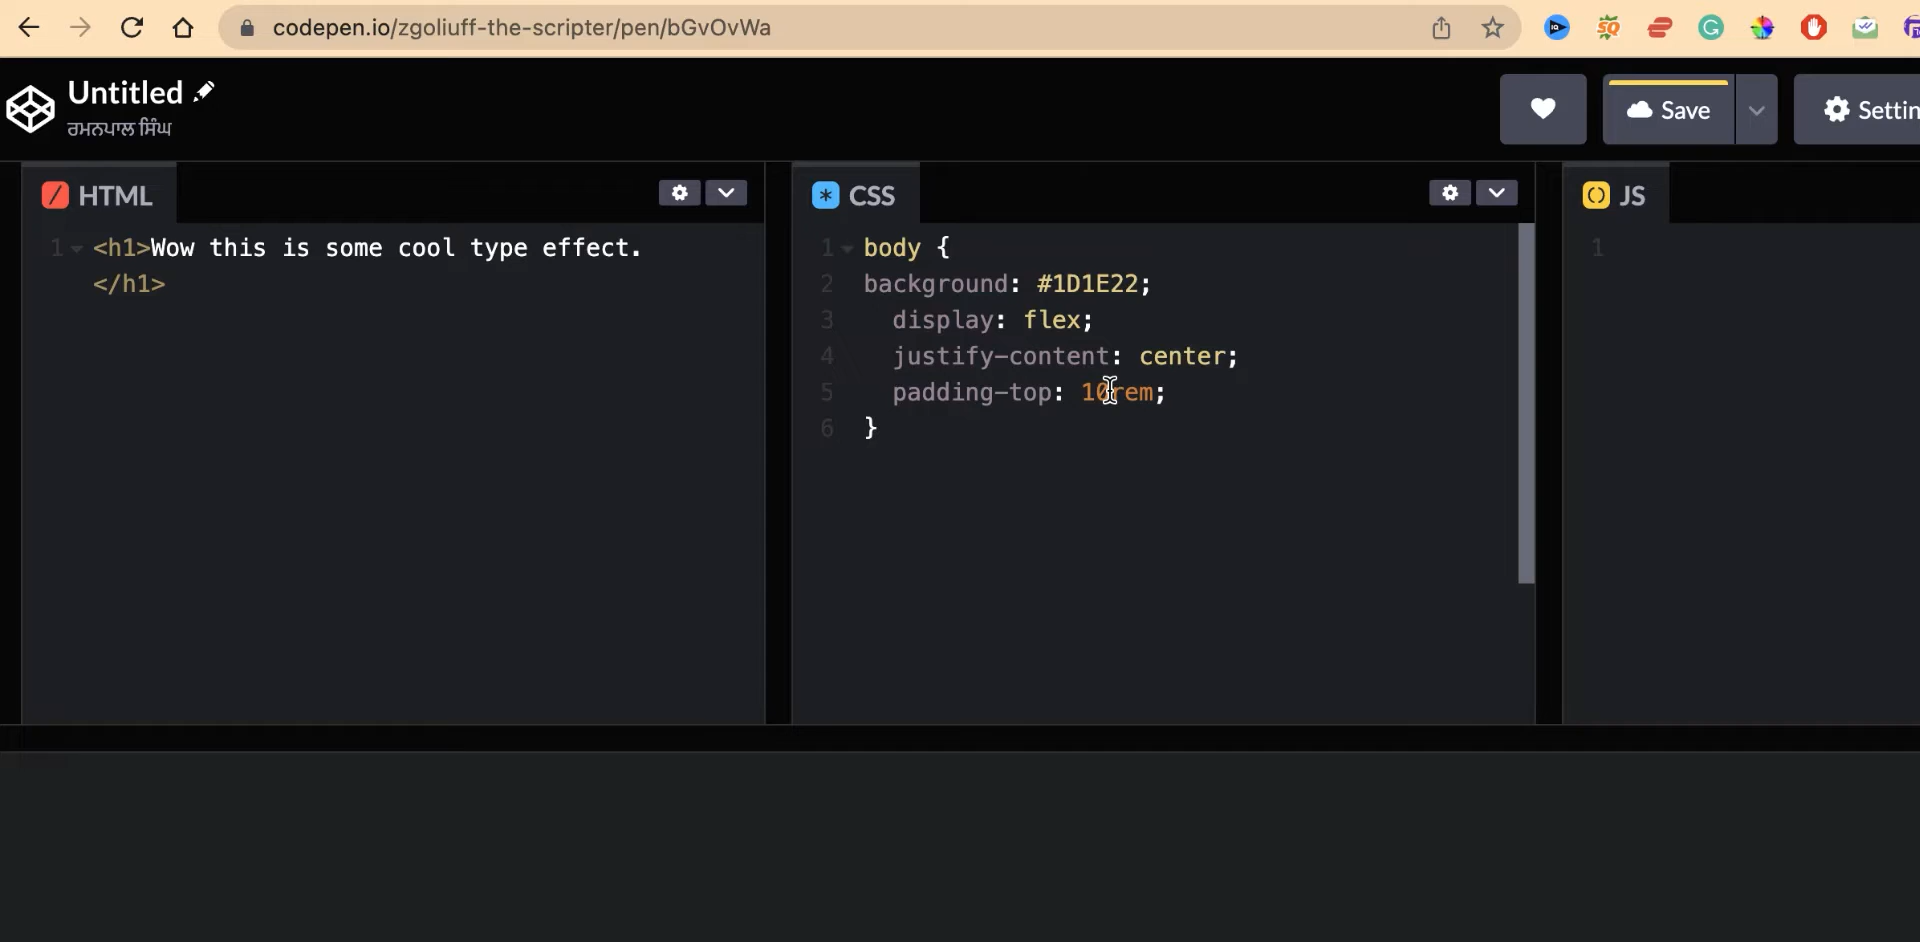 codepen.io/zgoliuff-the-scripter/pen/bGvOvWa
Untitled
ਰਮਨਪਾਲ ਸਿੰਘ
Save
Settin
HTML
CSS
JS
1 <h1>Wow this is some cool type effect.
</h1>
1 body {
2 background: #1D1E22;
3 display: flex;
4 justify-content: center;
5 padding-top: 10rem;
6 }
1